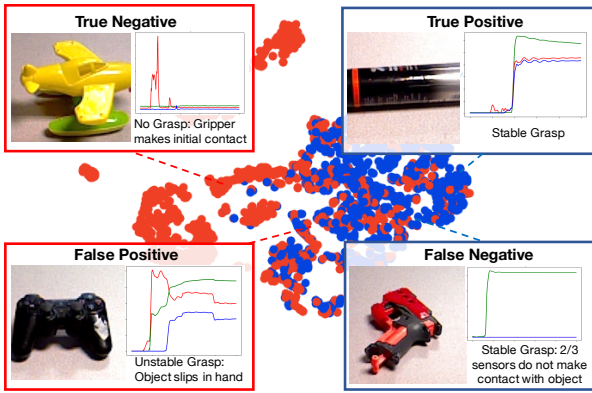 True Negative
No Grasp: Gripper
makes initial contact
True Positive
Stable Grasp
False Positive
Unstable Grasp:
Object slips in hand
False Negative
Stable Grasp: 2/3
sensors do not make
contact with object